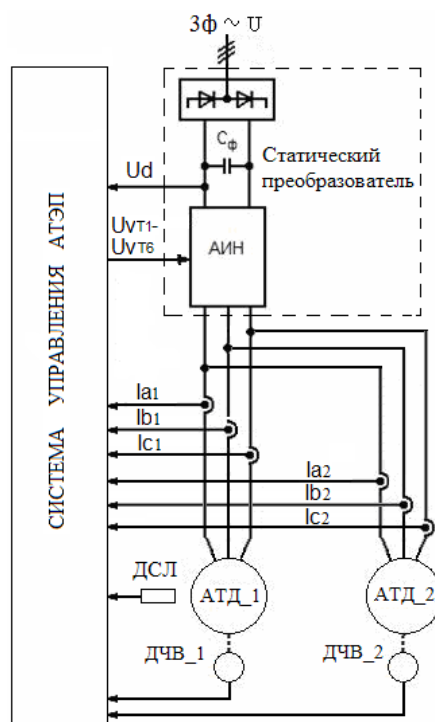 3ф ~ U
Cф
Статический
преобразователь
Ud
UvT1-
UvT6
АИН
СИСТЕМА УПРАВЛЕНИЯ АТЭП
Ia1
Ib1
Ic1
Ia2
Ib2
Ic2
ДСЛ
АТД_1
АТД_2
ДЧВ_1
ДЧВ_2